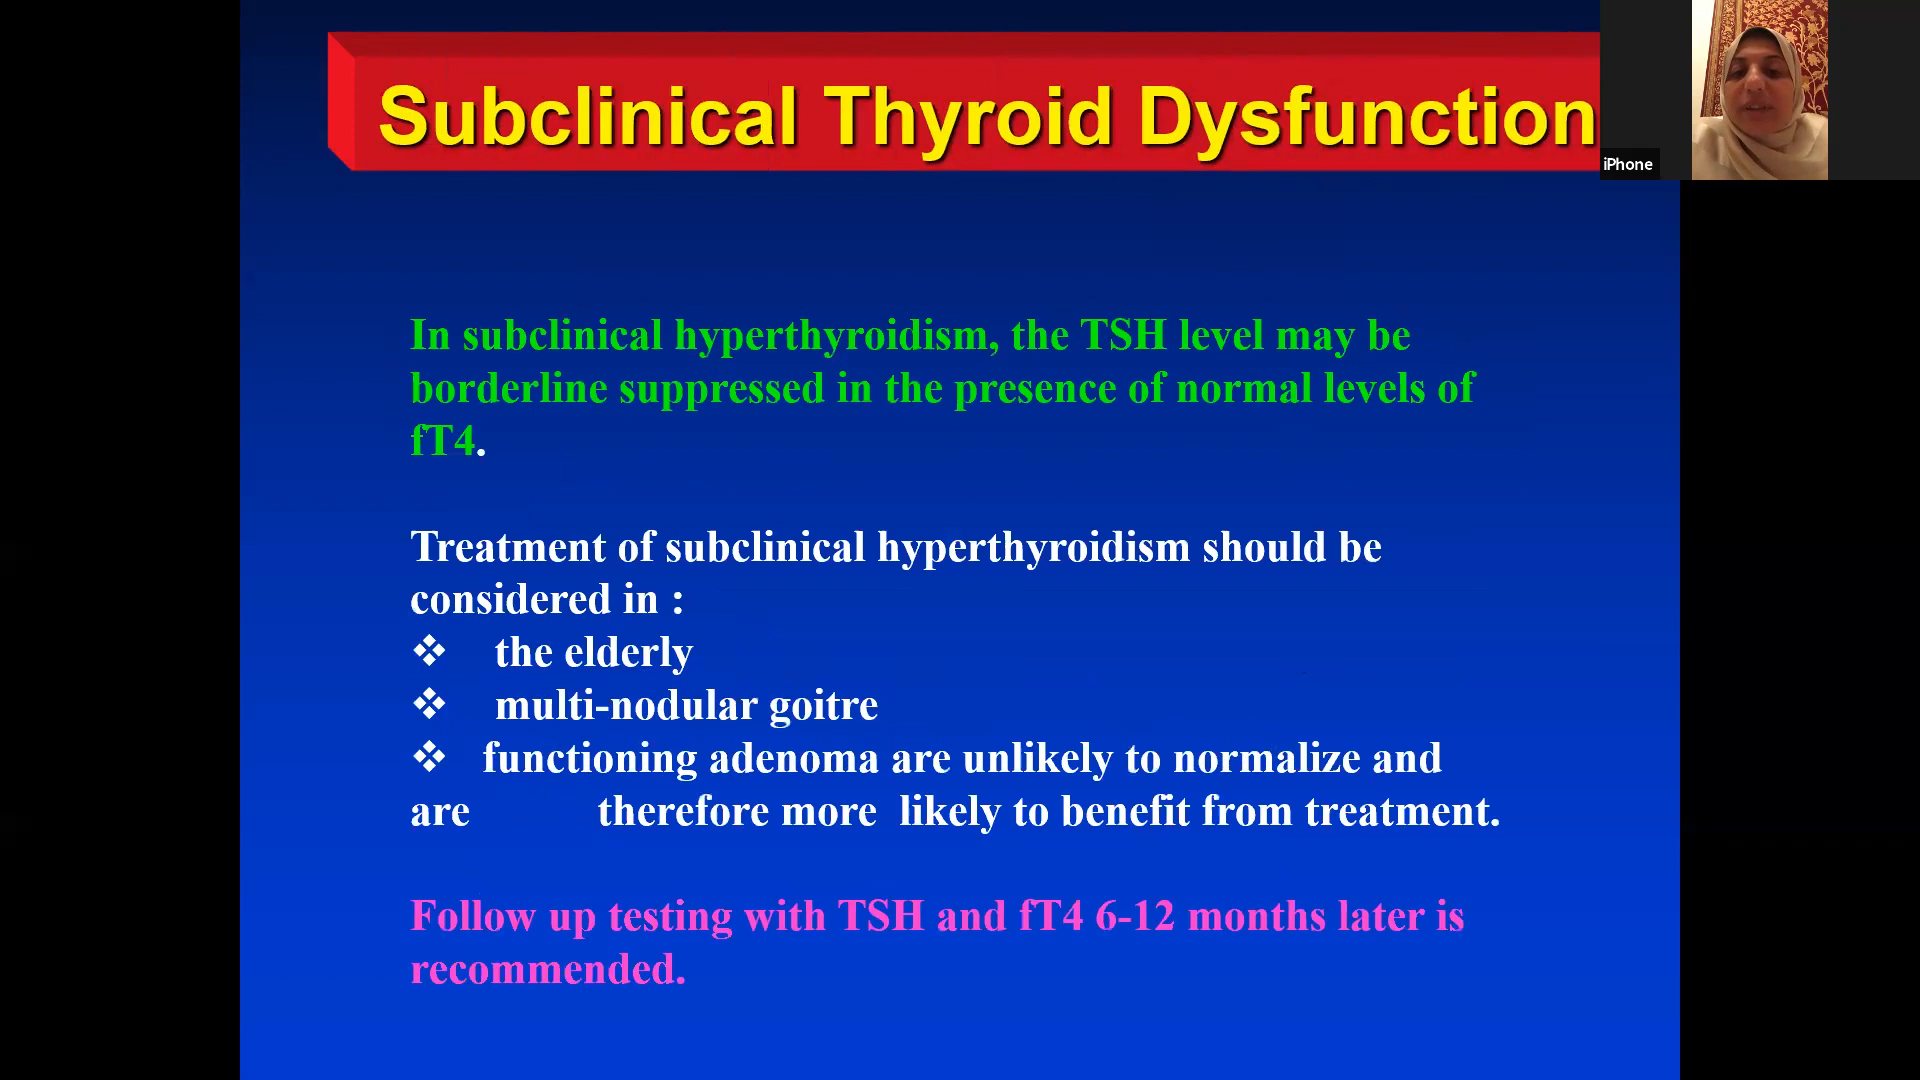 Subclinical Thyroid Dysfunction
iPhone
In subclinical hyperthyroidism, the TSH level may be
borderline suppressed in the presence of normal levels of
fT4.
Treatment of subclinical hyperthyroidism should be
considered in :
❖ the elderly
❖ multi-nodular goitre
❖ functioning adenoma are unlikely to normalize and
are therefore more likely to benefit from treatment.
Follow up testing with TSH and fT4 6-12 months later is
recommended.